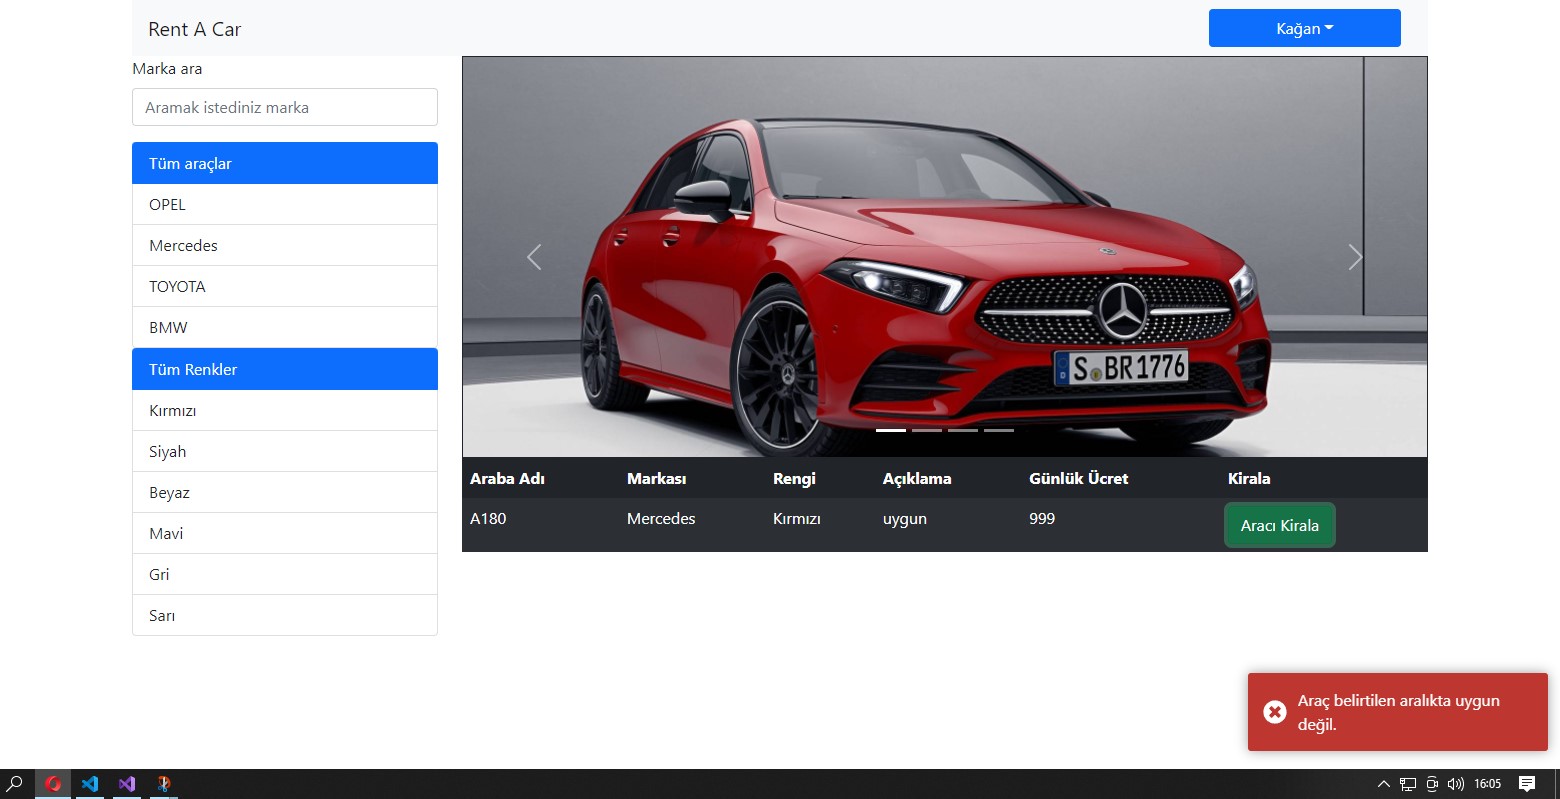 Rent A Car
Kağan
Marka ara
Aramak istediniz marka
Tüm araçlar
OPEL
Mercedes
TOYOTA
BMW
Tüm Renkler
Kırmızı
Siyah
Beyaz
Mavi
Gri
Sarı
S BR 1776
Araba Adı Markası Rengi Açıklama Günlük Ücret Kirala
A180 Mercedes Kırmızı uygun 999 Aracı Kirala
Araç belirtilen aralıkta uygun
değil.
16:05